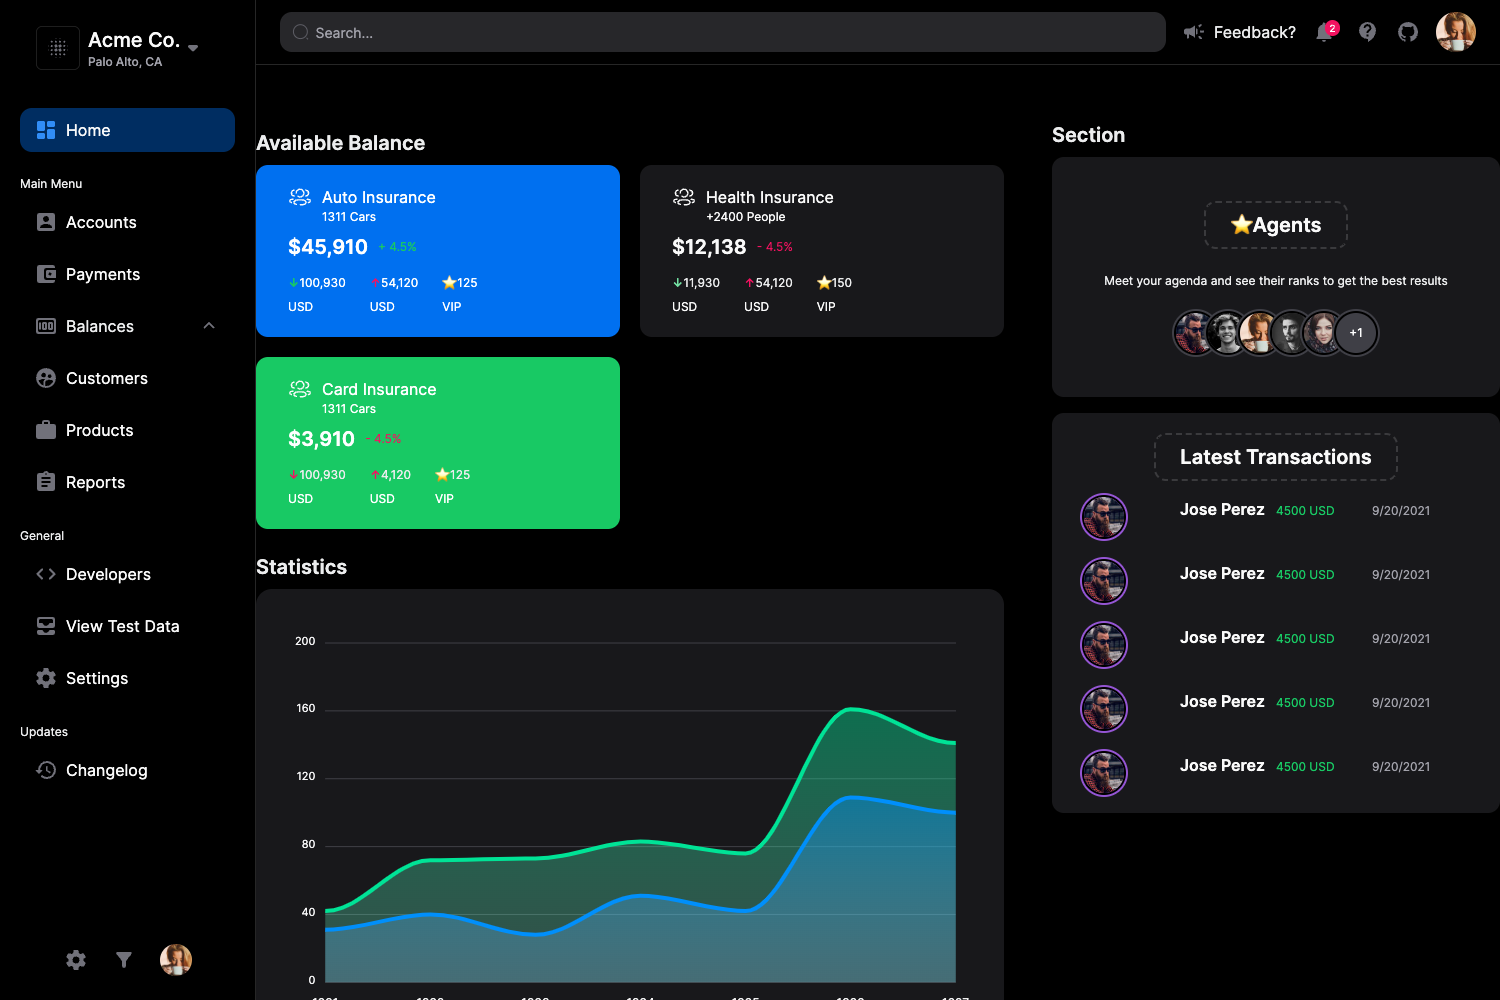 Acme Co.
Palo Alto, CA
Search...
Feedback?
2
Home
Main Menu
Accounts
Payments
Balances
Customers
Products
Reports
General
Developers
View Test Data
Settings
Updates
Changelog
Available Balance
Auto Insurance
1311 Cars
$45,910 + 4.5%
100,930 54,120 ⭐125
USD USD VIP
Health Insurance
+2400 People
$12,138 - 4.5%
11,930 54,120 ⭐150
USD USD VIP
Card Insurance
1311 Cars
$3,910 - 4.5%
100,930 4,120 ⭐125
USD USD VIP
Statistics
200
160
120
80
40
0
Section
⭐Agents
Meet your agenda and see their ranks to get the best results
+1
Latest Transactions
Jose Perez 4500 USD 9/20/2021
Jose Perez 4500 USD 9/20/2021
Jose Perez 4500 USD 9/20/2021
Jose Perez 4500 USD 9/20/2021
Jose Perez 4500 USD 9/20/2021